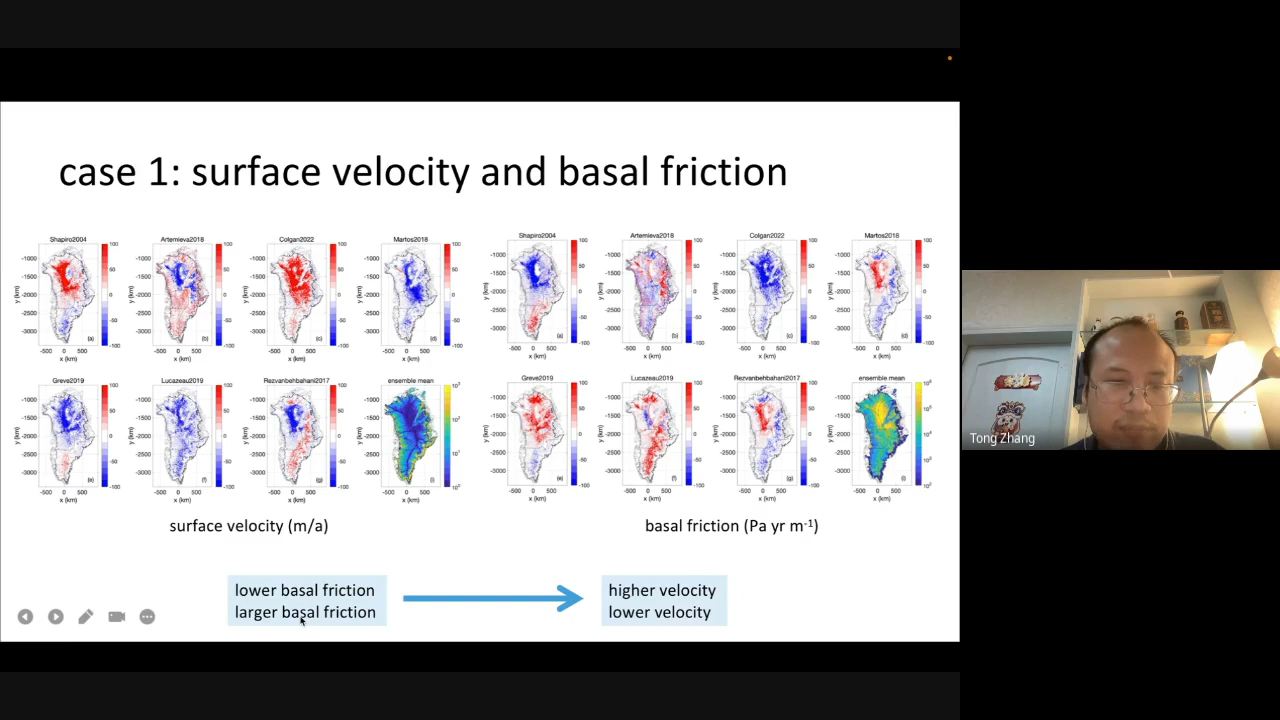 case 1: surface velocity and basal friction
Shapiro2004
Artemieva2018
Colgan2022
Martos2018
Greve2019
Lucazeau2019
Rezvanbehbahani2017
ensemble mean
surface velocity (m/a)
Shapiro2004
Artemieva2018
Colgan2022
Martos2018
Greve2019
Lucazeau2019
Rezvanbehbahani2017
ensemble mean
basal friction (Pa yr m-1)
lower basal friction
larger basal friction
higher velocity
lower velocity
Tong Zhang